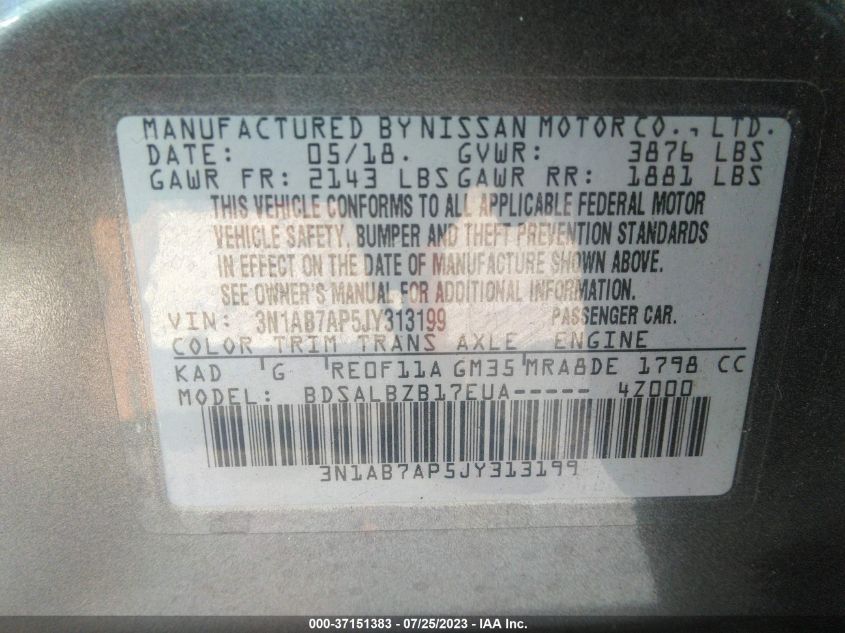 MANUFACTURED BY NISSAN MOTOR CO., LTD.
DATE: 05/18. GVWR: 3876 LBS
GAWR FR: 2143 LBS GAWR RR: 1881 LBS
THIS VEHICLE CONFORMS TO ALL APPLICABLE FEDERAL MOTOR
VEHICLE SAFETY, BUMPER AND THEFT PREVENTION STANDARDS
IN EFFECT ON THE DATE OF MANUFACTURE SHOWN ABOVE.
SEE OWNER'S MANUAL FOR ADDITIONAL INFORMATION.
VIN: 3N1AB7AP5JY313199 PASSENGER CAR.
COLOR TRIM TRANS AXLE ENGINE
KAD G RE0F11A GM35 MRA8DE 1798 CC
MODEL: BDSALBZB17EUA----- 4Z000
3N1AB7AP5JY313199
000-37151383 - 07/25/2023 - IAA Inc.